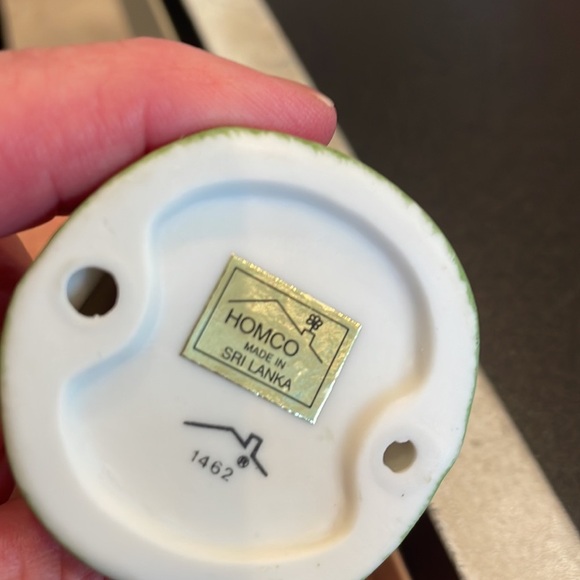 HOMCO
MADE IN
SRI LANKA
1462®